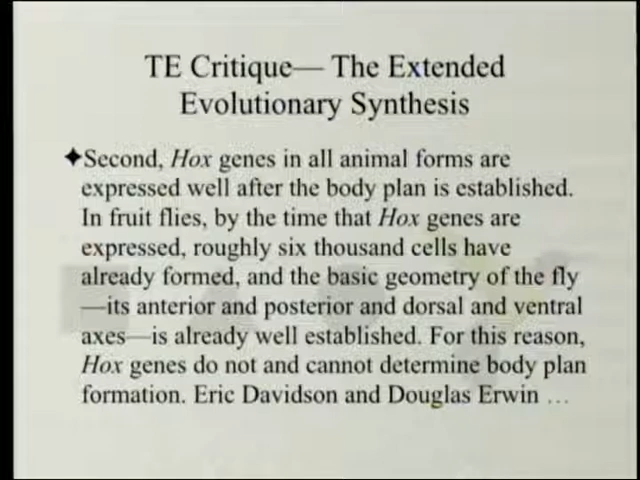 TE Critique— The Extended
Evolutionary Synthesis
✦Second, Hox genes in all animal forms are
expressed well after the body plan is established.
In fruit flies, by the time that Hox genes are
expressed, roughly six thousand cells have
already formed, and the basic geometry of the fly
—its anterior and posterior and dorsal and ventral
axes—is already well established. For this reason,
Hox genes do not and cannot determine body plan
formation. Eric Davidson and Douglas Erwin …